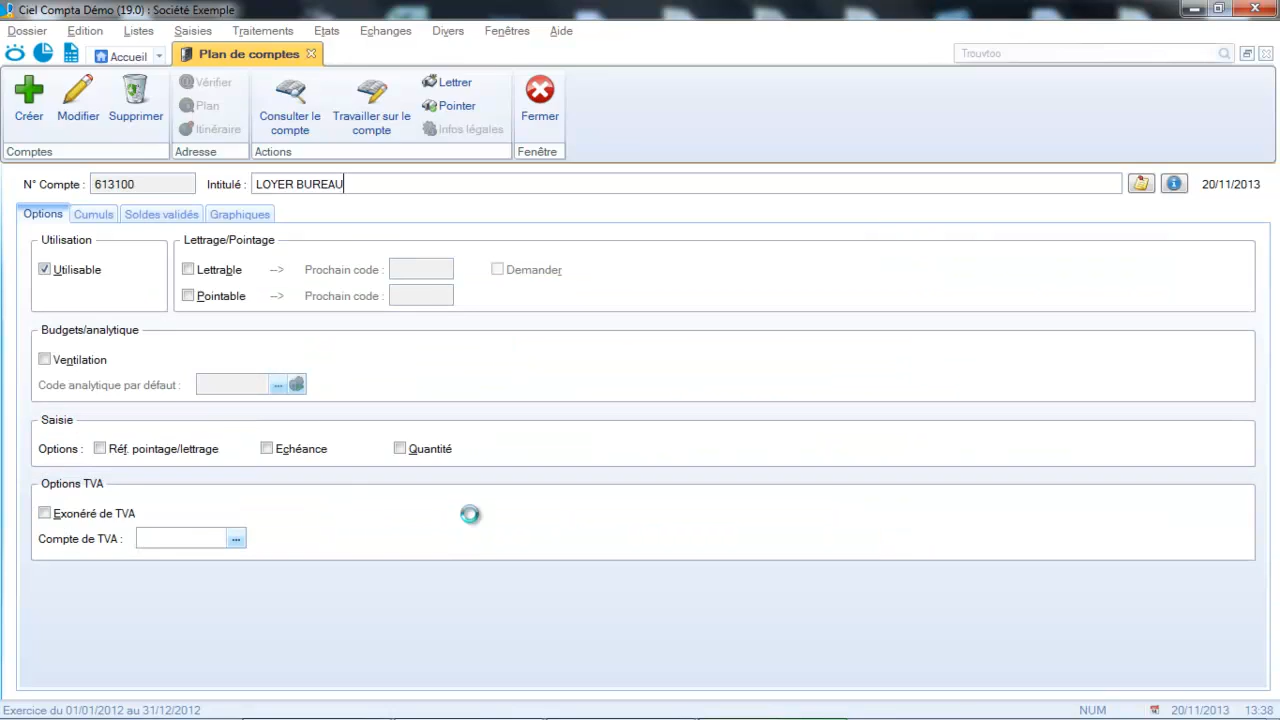 Ciel Compta Démo (19.0) : Société Exemple
Dossier Edition Listes Saisies Traitements Etats Echanges Divers Fenêtres Aide
Accueil Plan de comptes Trouvtoo
Créer Modifier Supprimer Vérifier Plan Itinéraire Consulter le compte Travailler sur le compte Lettrer Pointer Infos légales Fermer
Comptes Adresse Actions Fenêtre
N° Compte : 613100 Intitulé : LOYER BUREAU 20/11/2013
Options Cumuls Soldes validés Graphiques
Utilisation Lettrage/Pointage
Utilisable Lettrable --> Prochain code : Demander
Pointable --> Prochain code :
Budgets/analytique
Ventilation
Code analytique par défaut : ...
Saisie
Options : Réf. pointage/lettrage Echéance Quantité
Options TVA
Exonéré de TVA
Compte de TVA : ...
Exercice du 01/01/2012 au 31/12/2012 NUM 20/11/2013 13:38